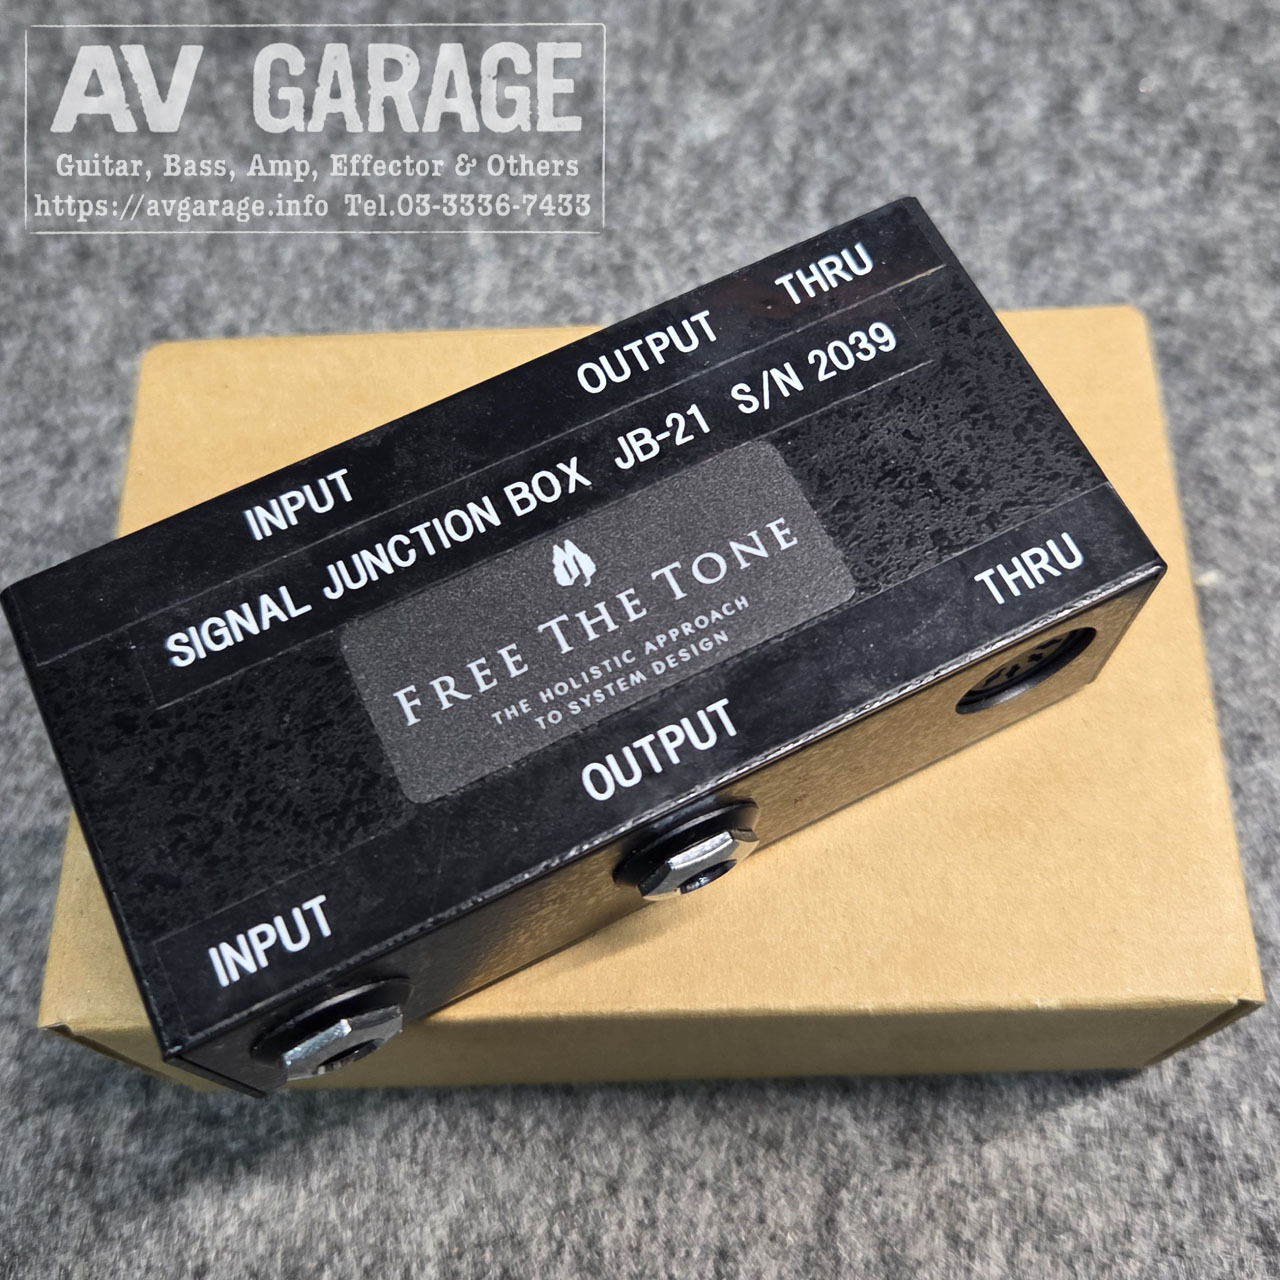 AV GARAGE
Guitar, Bass, Amp, Effector & Others
https://avgarage.info Tel.03-3336-7433
INPUT OUTPUT THRU
SIGNAL JUNCTION BOX JB-21 S/N 2039
FREE THE TONE
THE HOLISTIC APPROACH
TO SYSTEM DESIGN
INPUT OUTPUT THRU